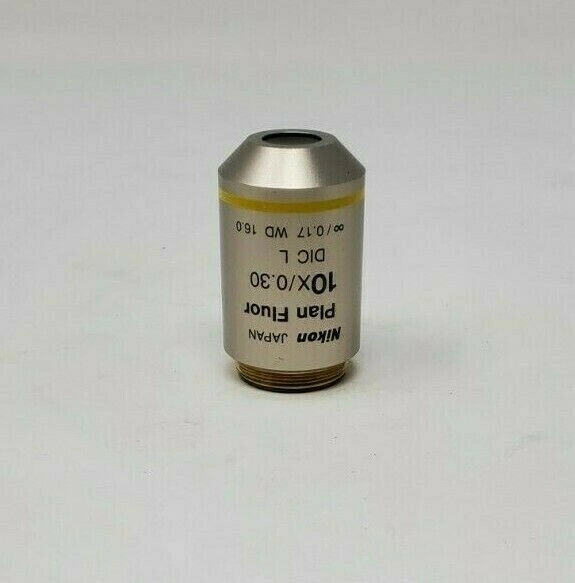 Nikon JAPAN
Plan Fluor
10X/0.30
DIC L
∞/0.17 WD 16.0